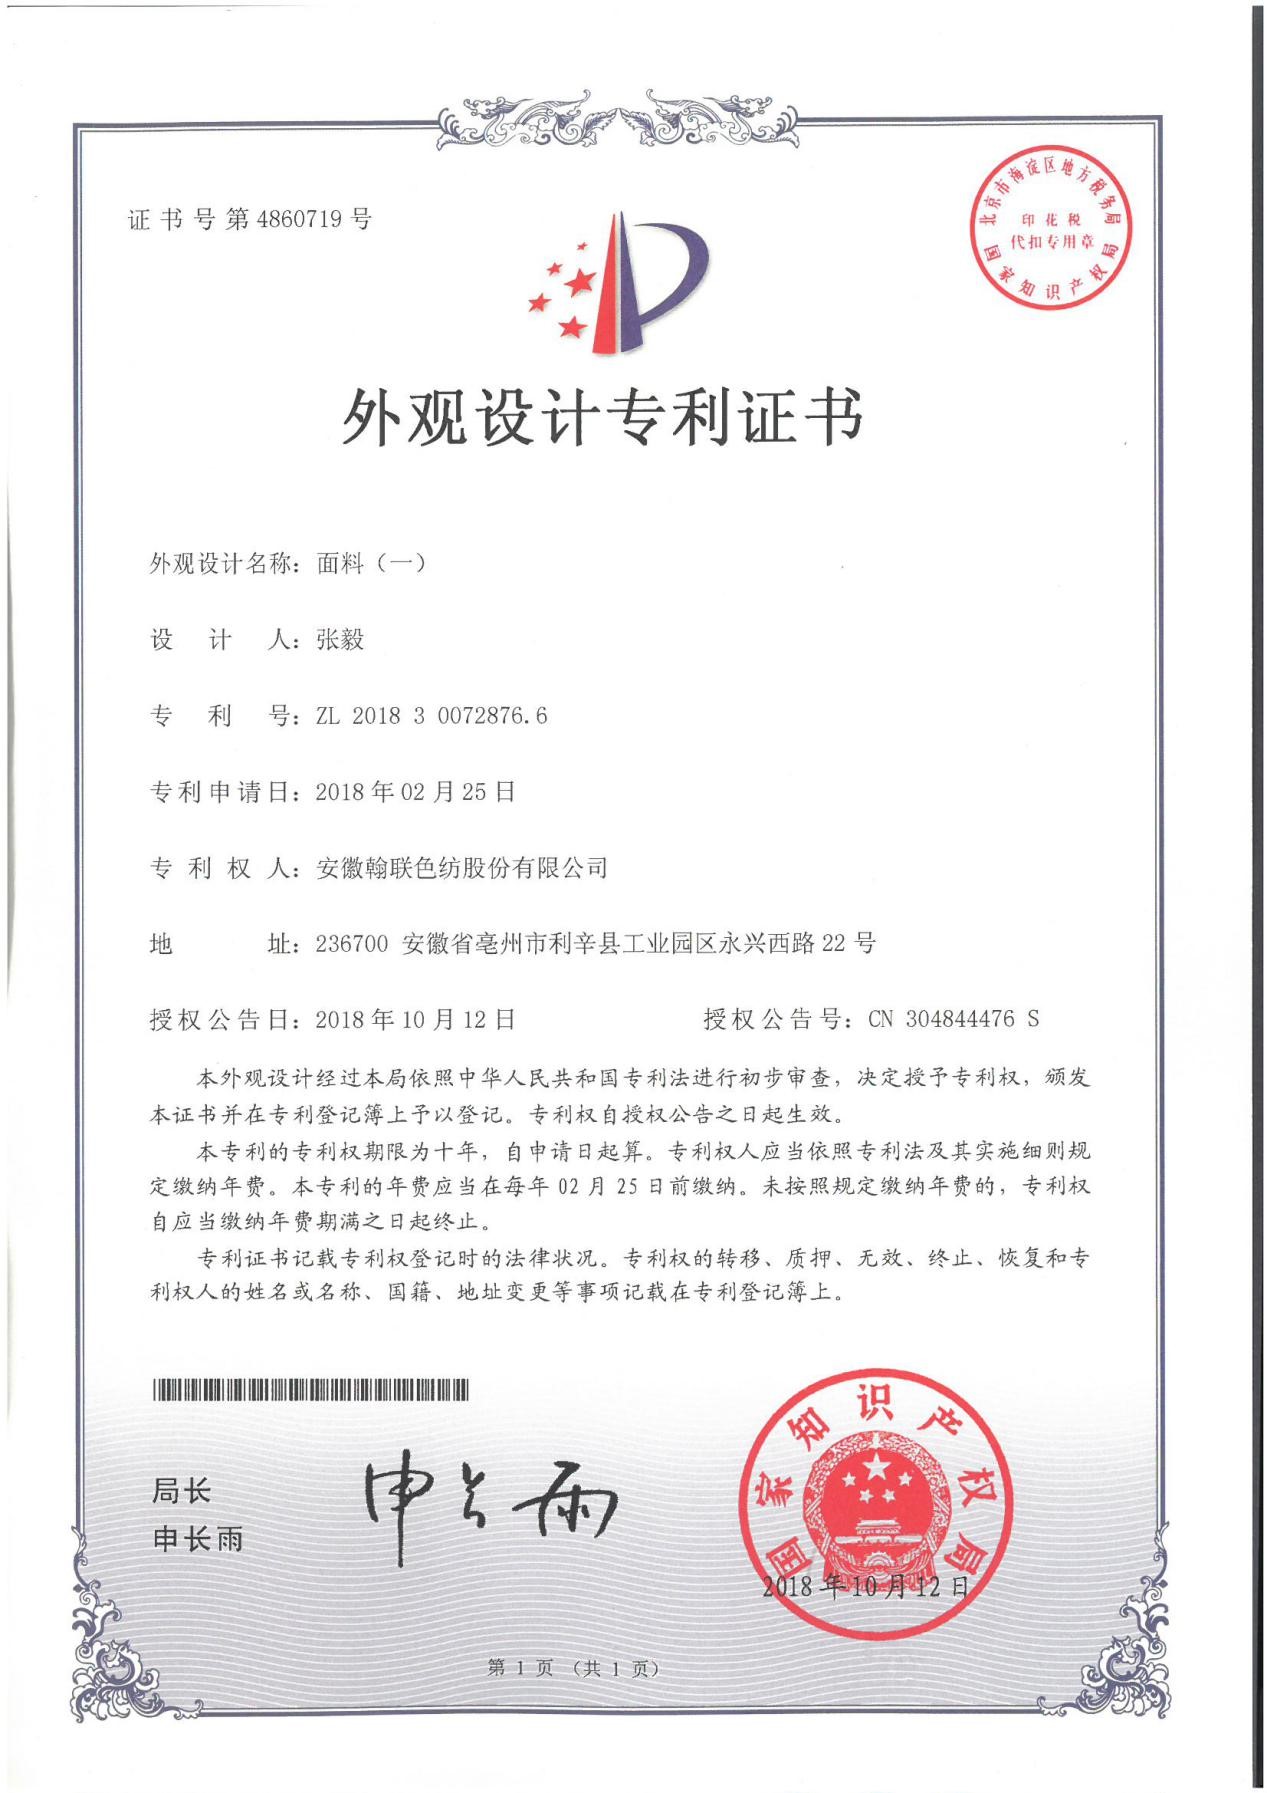 证书号第4860719号
北京市海淀区地方税务局
印花税
代扣专用章
国家知识产权局
外观设计专利证书
外观设计名称：面料（一）
设计人：张毅
专利号：ZL 2018 3 0072876.6
专利申请日：2018年02月25日
专利权人：安徽翰联色纺股份有限公司
地址：236700 安徽省亳州市利辛县工业园区永兴西路22号
授权公告日：2018年10月12日 授权公告号：CN 304844476 S
本外观设计经过本局依照中华人民共和国专利法进行初步审查，决定授予专利权，颁发
本证书并在专利登记簿上予以登记。专利权自授权公告之日起生效。
本专利的专利权期限为十年，自申请日起算。专利权人应当依照专利法及其实施细则规
定缴纳年费。本专利的年费应当在每年02月25日前缴纳。未按照规定缴纳年费的，专利权
自应当缴纳年费期满之日起终止。
专利证书记载专利权登记时的法律状况。专利权的转移、质押、无效、终止、恢复和专
利权人的姓名或名称、国籍、地址变更等事项记载在专利登记簿上。
局长
申长雨
申长雨
国家知识产权局
2018年10月12日
第1页（共1页）